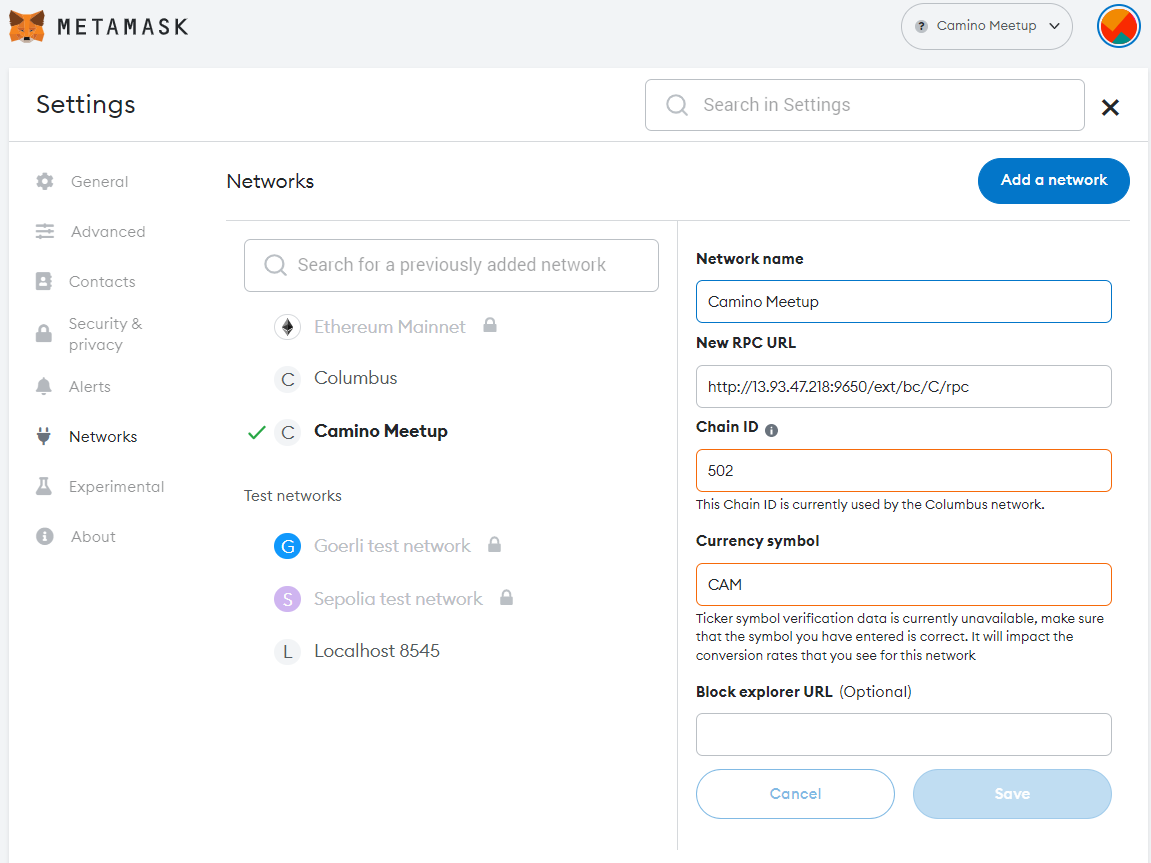 METAMASK
? Camino Meetup
Settings
Search in Settings
General
Advanced
Contacts
Security &
privacy
Alerts
Networks
Experimental
About
Networks
Add a network
Search for a previously added network
Ethereum Mainnet
C Columbus
C Camino Meetup
Test networks
G Goerli test network
S Sepolia test network
L Localhost 8545
Network name
Camino Meetup
New RPC URL
http://13.93.47.218:9650/ext/bc/C/rpc
Chain ID
502
This Chain ID is currently used by the Columbus network.
Currency symbol
CAM
Ticker symbol verification data is currently unavailable, make sure
that the symbol you have entered is correct. It will impact the
conversion rates that you see for this network
Block explorer URL (Optional)
Cancel
Save